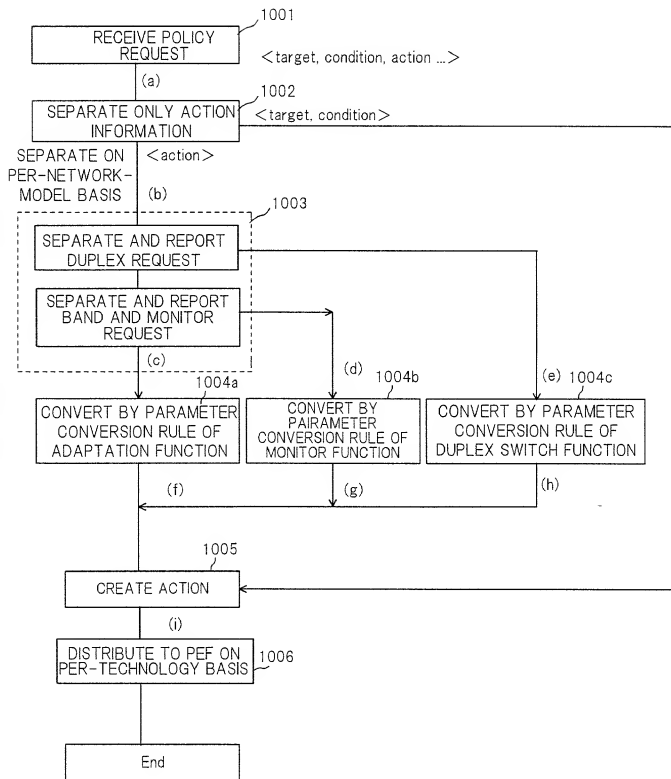 1001
RECEIVE POLICY
REQUEST
<target, condition, action ...>
(a)
1002
SEPARATE ONLY ACTION
INFORMATION
<target, condition>
SEPARATE ON
PER-NETWORK-
MODEL BASIS
<action>
(b)
1003
SEPARATE AND REPORT
DUPLEX REQUEST
SEPARATE AND REPORT
BAND AND MONITOR
REQUEST
(c)
(d)
(e)
1004a
1004b
1004c
CONVERT BY PARAMETER
CONVERSION RULE OF
ADAPTATION FUNCTION
CONVERT BY
PAIRAMETER
CONVERSION RULE OF
MONITOR FUNCTION
CONVERT BY PARAMETER
CONVERSION RULE OF
DUPLEX SWITCH FUNCTION
(f)
(g)
(h)
1005
CREATE ACTION
(i)
DISTRIBUTE TO PEF ON
PER-TECHNOLOGY BASIS
1006
End